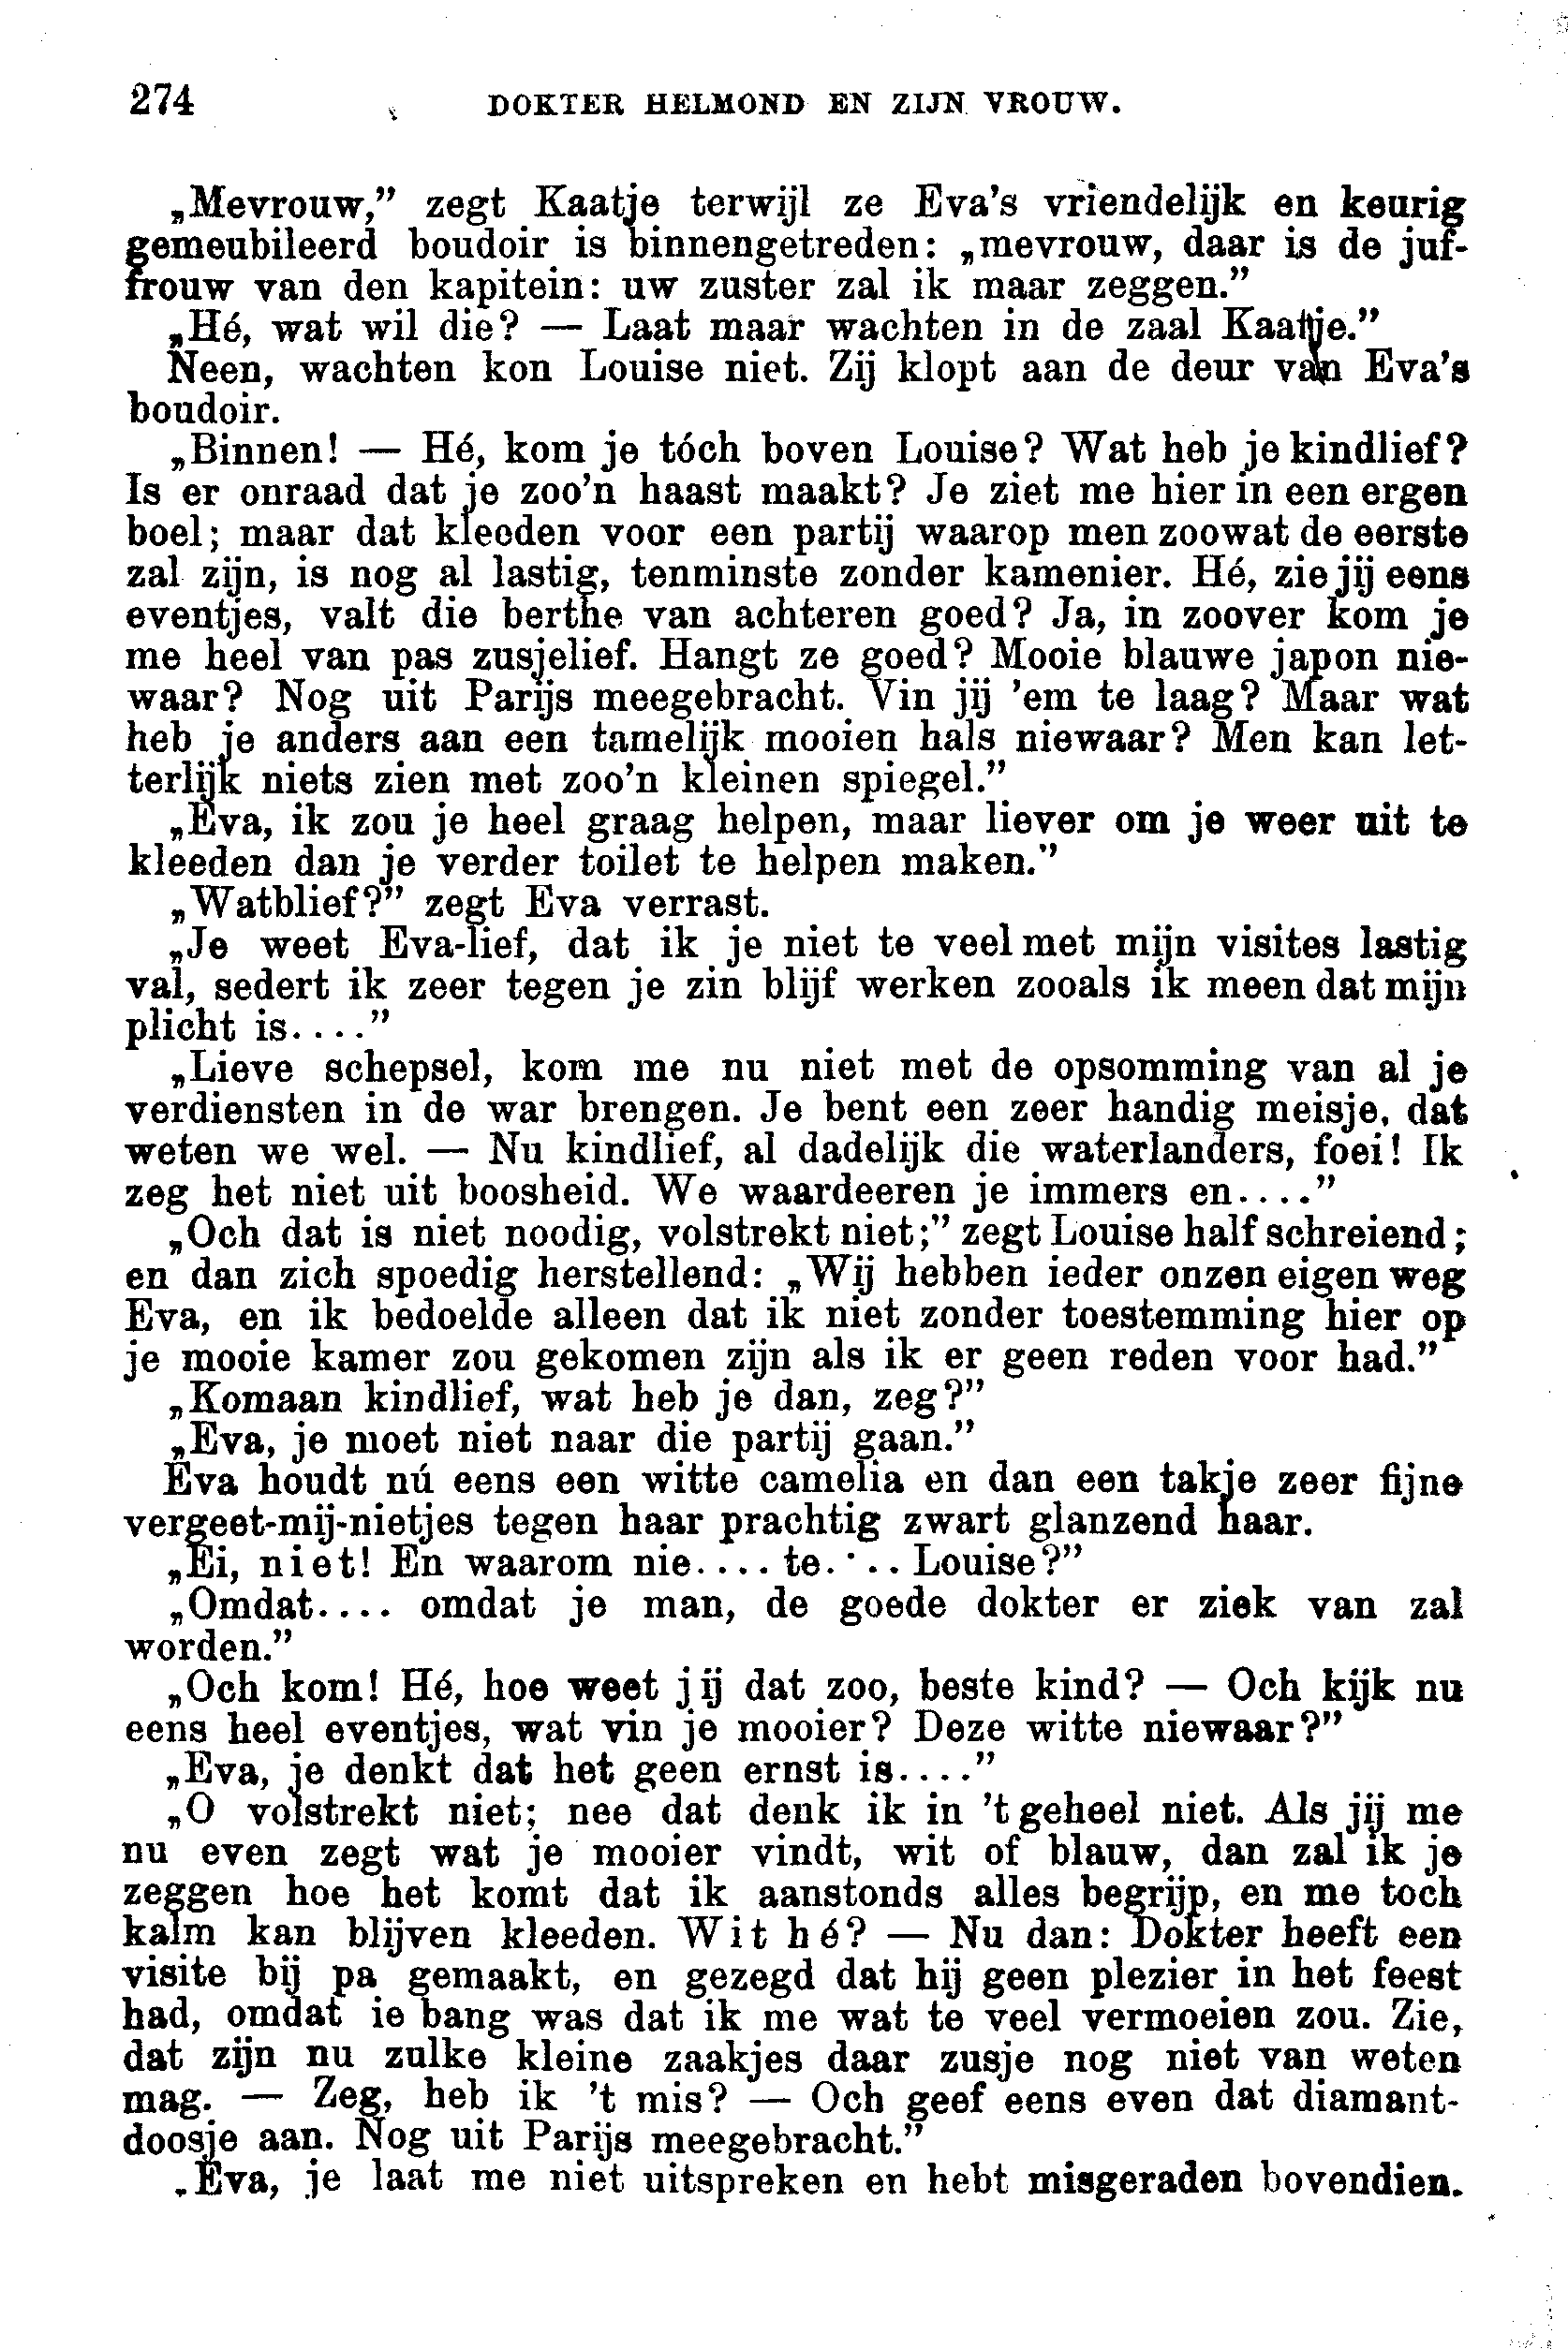 274 DOKTER HELMOND EN ZIJN VROUW.
„Mevrouw,” zegt Kaatje terwijl ze Eva's vriendelijk en keurig
gemeubileerd boudoir is binnengetreden: „mevrouw, daar is de juf-
frouw van den kapitein: uw zuster zal ik maar zeggen.”
„Hé, wat wil die? — Laat maar wachten in de zaal Kaatje.”
Neen, wachten kon Louise niet. Zij klopt aan de deur van Eva's
boudoir.
„Binnen! — Hé, kom je tóch boven Louise? Wat heb je kindlief?
Is er onraad dat je zoo'n haast maakt? Je ziet me hier in een ergen
boel; maar dat kleeden voor een partij waarop men zoowat de eerste
zal zijn, is nog al lastig, tenminste zonder kamenier. Hé, zie jij eens
eventjes, valt die berthe van achteren goed? Ja, in zoover kom je
me heel van pas zusjelief. Hangt ze goed? Mooie blauwe japon nie-
waar? Nog uit Parijs meegebracht. Vin jij 'em te laag? Maar wat
heb je anders aan een tamelijk mooien hals niewaar? Men kan let-
terlijk niets zien met zoo'n kleinen spiegel.”
„Eva, ik zou je heel graag helpen, maar liever om je weer uit te
kleeden dan je verder toilet te helpen maken.”
„Watblief?” zegt Eva verrast.
„Je weet Eva-lief, dat ik je niet te veel met mijn visites lastig
val, sedert ik zeer tegen je zin blijf werken zooals ik meen dat mijn
plicht is....”
„Lieve schepsel, kom me nu niet met de opsomming van al je
verdiensten in de war brengen. Je bent een zeer handig meisje, dat
weten we wel. — Nu kindlief, al dadelijk die waterlanders, foei! Ik
zeg het niet uit boosheid. We waardeeren je immers en....”
„Och dat is niet noodig, volstrekt niet;” zegt Louise half schreiend;
en dan zich spoedig herstellend: „Wij hebben ieder onzen eigen weg
Eva, en ik bedoelde alleen dat ik niet zonder toestemming hier op
je mooie kamer zou gekomen zijn als ik er geen reden voor had.”
„Komaan kindlief, wat heb je dan, zeg?”
„Eva, je moet niet naar die partij gaan.”
Eva houdt nú eens een witte camelia en dan een takje zeer fijne
vergeet-mij-nietjes tegen haar prachtig zwart glanzend haar.
„Ei, niet! En waarom nie.... te.... Louise?”
„Omdat.... omdat je man, de goede dokter er ziek van zal
worden.”
„Och kom! Hé, hoe weet jij dat zoo, beste kind? — Och kijk nu
eens heel eventjes, wat vin je mooier? Deze witte niewaar?”
„Eva, je denkt dat het geen ernst is....”
„O volstrekt niet; nee dat denk ik in 't geheel niet. Als jij me
nu even zegt wat je mooier vindt, wit of blauw, dan zal ik je
zeggen hoe het komt dat ik aanstonds alles begrijp, en me toch
kalm kan blijven kleeden. Wit hé? — Nu dan: Dokter heeft een
visite bij pa gemaakt, en gezegd dat hij geen plezier in het feest
had, omdat ie bang was dat ik me wat te veel vermoeien zou. Zie,
dat zijn nu zulke kleine zaakjes daar zusje nog niet van weten
mag. — Zeg, heb ik 't mis? — Och geef eens even dat diamant-
doosje aan. Nog uit Parijs meegebracht.”
„Eva, je laat me niet uitspreken en hebt misgeraden bovendien.